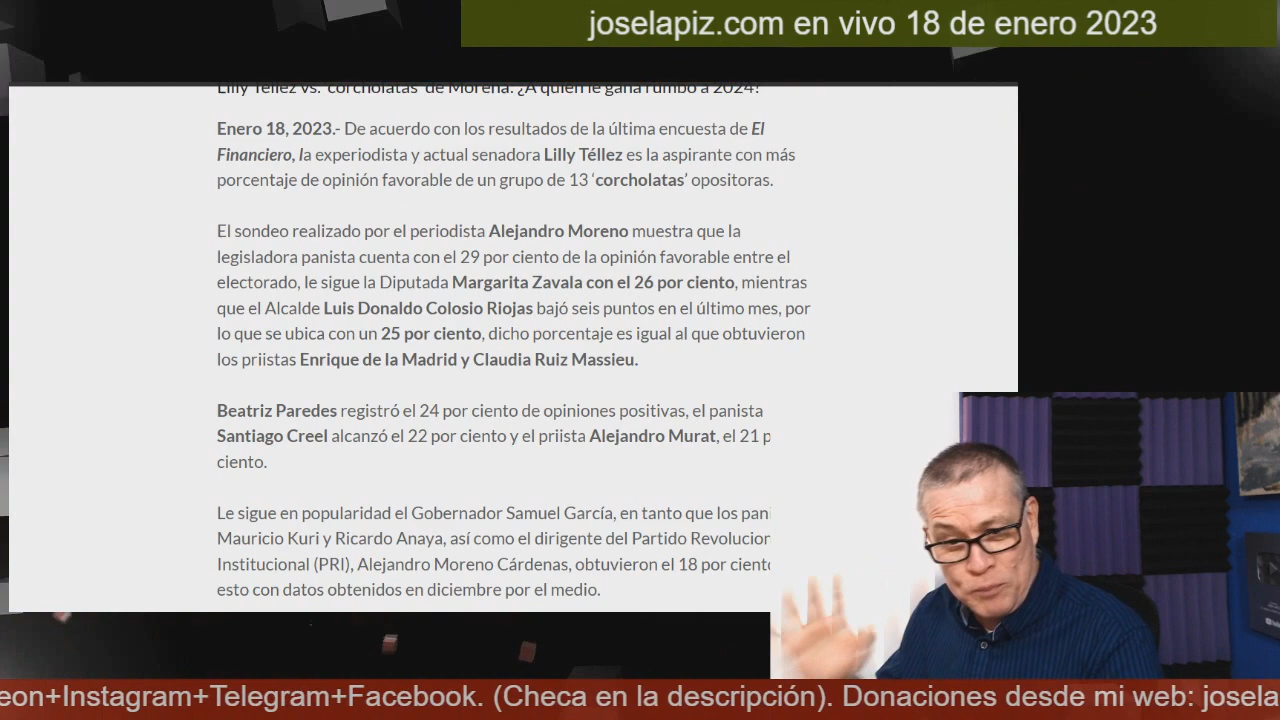 joselapiz.com en vivo 18 de enero 2023
Lilly Téllez vs. 'corcholatas' de Morena: ¿A quién le gana rumbo a 2024?
Enero 18, 2023.- De acuerdo con los resultados de la última encuesta de El
Financiero, la experiodista y actual senadora Lilly Téllez es la aspirante con más
porcentaje de opinión favorable de un grupo de 13 ‘corcholatas’ opositoras.
El sondeo realizado por el periodista Alejandro Moreno muestra que la
legisladora panista cuenta con el 29 por ciento de la opinión favorable entre el
electorado, le sigue la Diputada Margarita Zavala con el 26 por ciento, mientras
que el Alcalde Luis Donaldo Colosio Riojas bajó seis puntos en el último mes, por
lo que se ubica con un 25 por ciento, dicho porcentaje es igual al que obtuvieron
los priistas Enrique de la Madrid y Claudia Ruiz Massieu.
Beatriz Paredes registró el 24 por ciento de opiniones positivas, el panista
Santiago Creel alcanzó el 22 por ciento y el priista Alejandro Murat, el 21 p
ciento.
Le sigue en popularidad el Gobernador Samuel García, en tanto que los pani
Mauricio Kuri y Ricardo Anaya, así como el dirigente del Partido Revolucion
Institucional (PRI), Alejandro Moreno Cárdenas, obtuvieron el 18 por ciento
esto con datos obtenidos en diciembre por el medio.
eon+Instagram+Telegram+Facebook. (Checa en la descripción). Donaciones desde mi web: josela